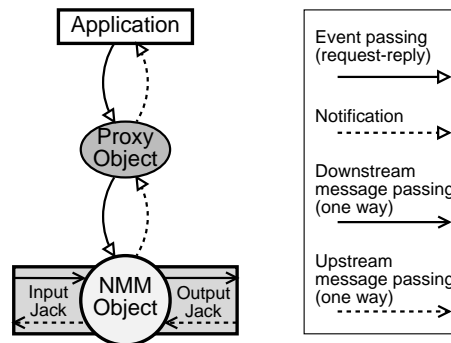 Application
Proxy
Object
NMM
Object
Input
Jack
Output
Jack
Event passing
(request-reply)
Notification
Downstream
message passing
(one way)
Upstream
message passing
(one way)